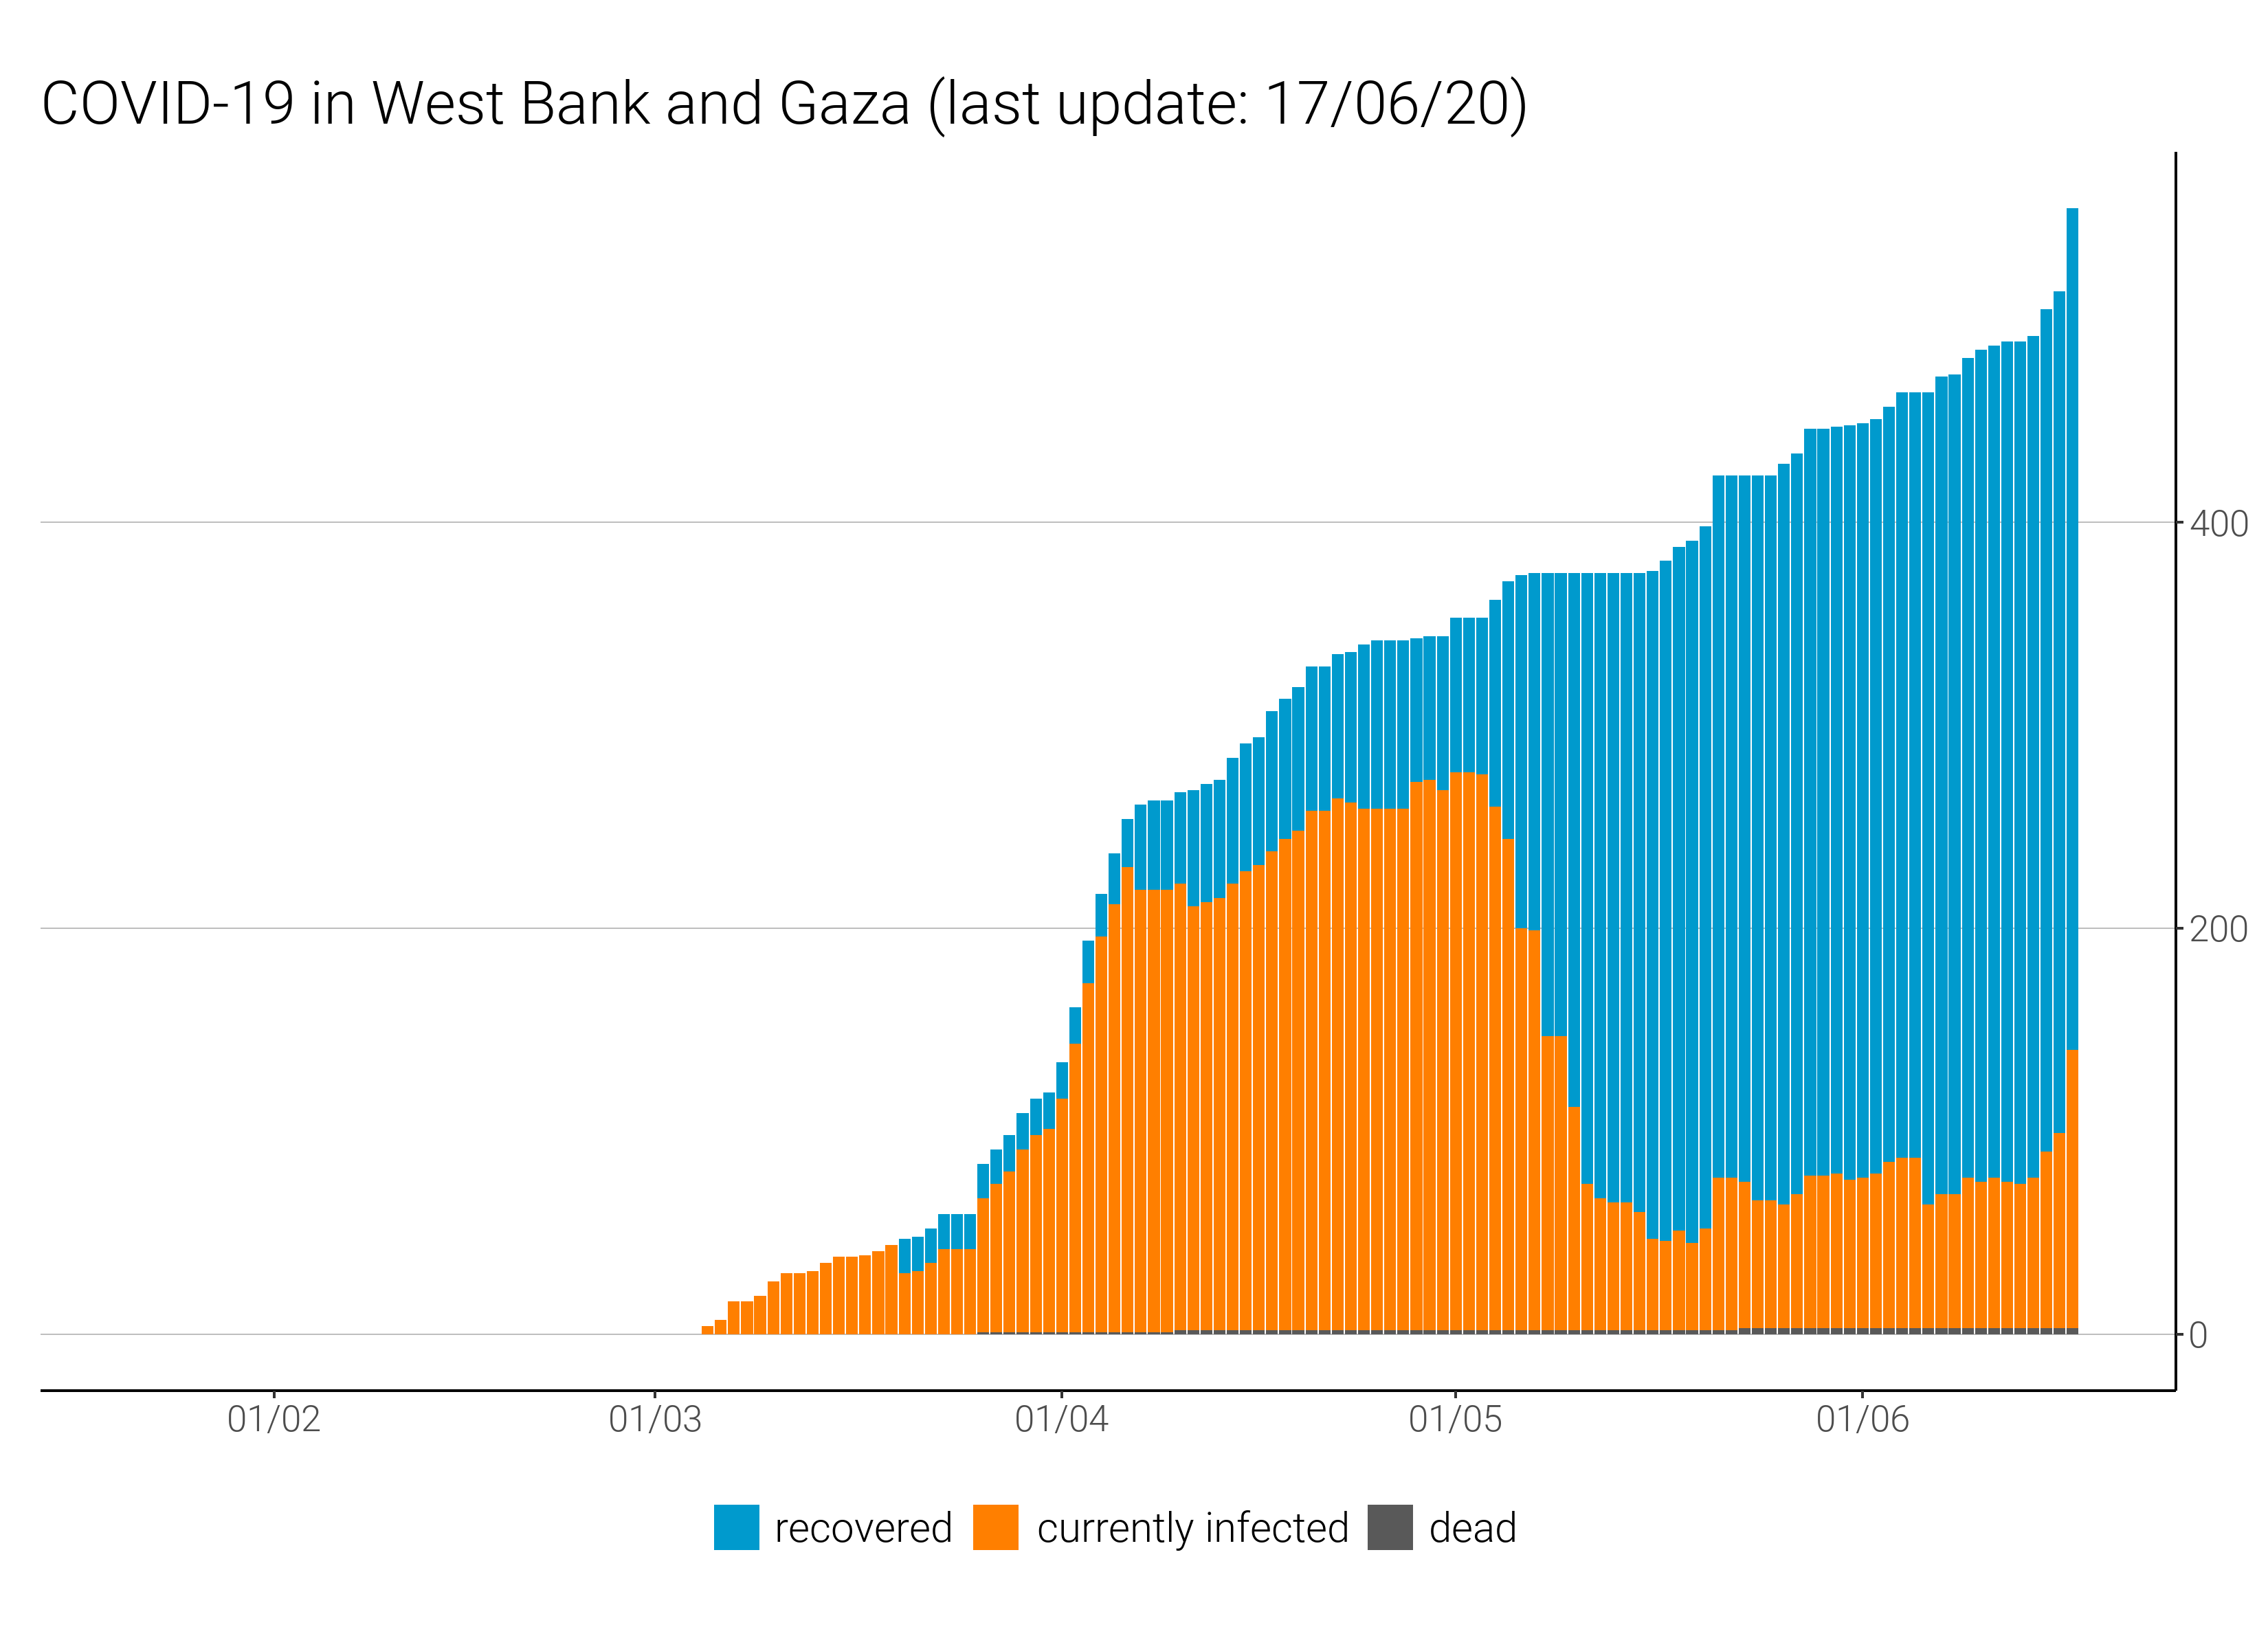 COVID-19 in West Bank and Gaza (last update: 17/06/20)
400
200
0
01/02 01/03 01/04 01/05 01/06
recovered currently infected dead